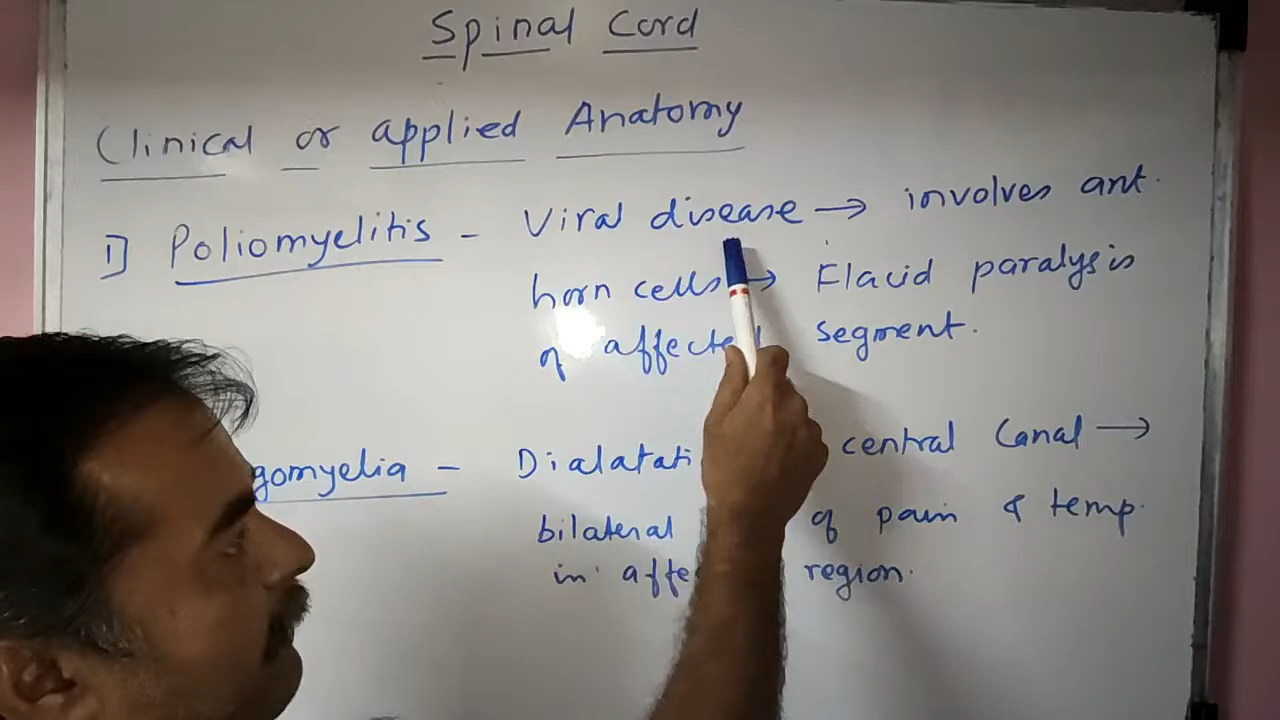 Spinal Cord
Clinical or applied Anatomy
1] Poliomyelitis - Viral disease → involves ant.
horn cells → Flacid paralysis
of affected segment.
gomyelia - Dialatati central Canal →
bilateral of pain & temp.
in affe region.